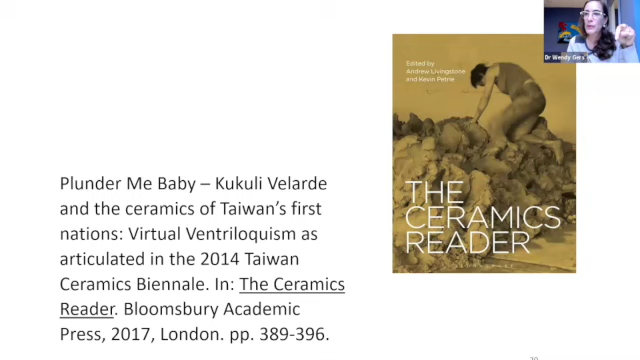 Dr Wendy Gers
Edited by
Andrew Livingstone
and Kevin Petrie
THE
CERAMICS
READER
Plunder Me Baby – Kukuli Velarde
and the ceramics of Taiwan's first
nations: Virtual Ventriloquism as
articulated in the 2014 Taiwan
Ceramics Biennale. In: The Ceramics
Reader. Bloomsbury Academic
Press, 2017, London. pp. 389-396.